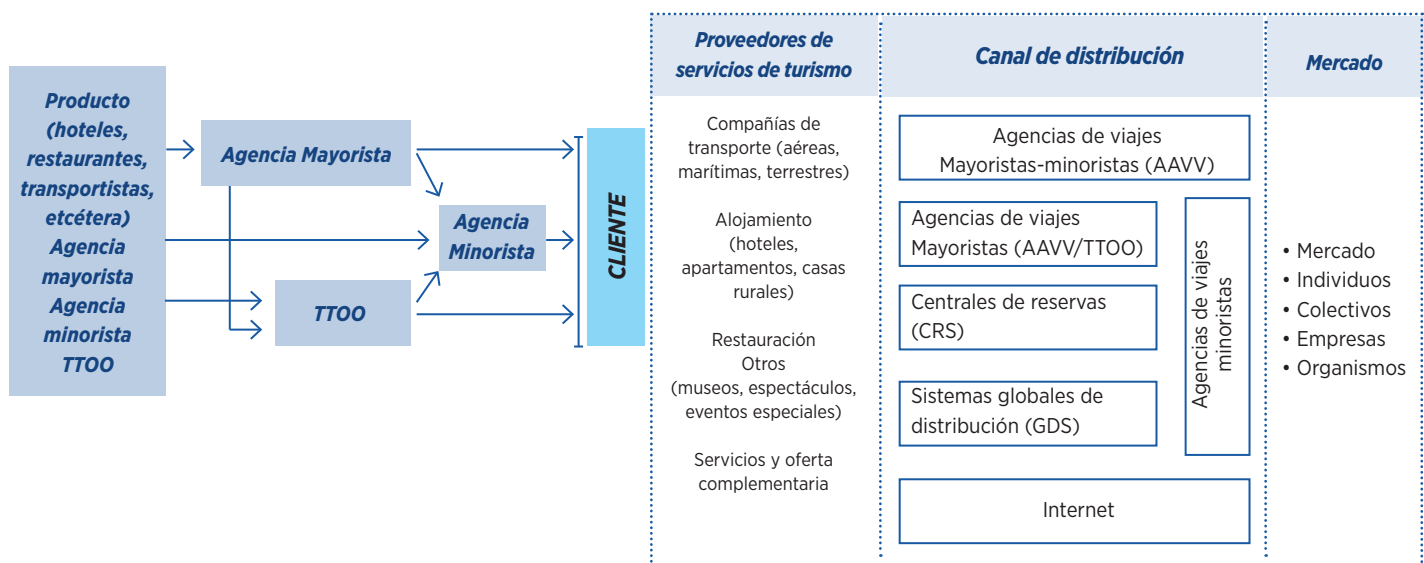 Producto
(hoteles,
restaurantes,
transportistas,
etcétera)
Agencia
mayorista
Agencia
minorista
TTOO
Agencia Mayorista
Agencia
Minorista
TTOO
CLIENTE
Proveedores de
servicios de turismo
Compañías de
transporte (aéreas,
marítimas, terrestres)
Alojamiento
(hoteles,
apartamentos, casas
rurales)
Restauración
Otros
(museos, espectáculos,
eventos especiales)
Servicios y oferta
complementaria
Canal de distribución
Agencias de viajes
Mayoristas-minoristas (AAVV)
Agencias de viajes
Mayoristas (AAVV/TTOO)
Centrales de reservas
(CRS)
Sistemas globales de
distribución (GDS)
Agencias de viajes
minoristas
Internet
Mercado
• Mercado
• Individuos
• Colectivos
• Empresas
• Organismos